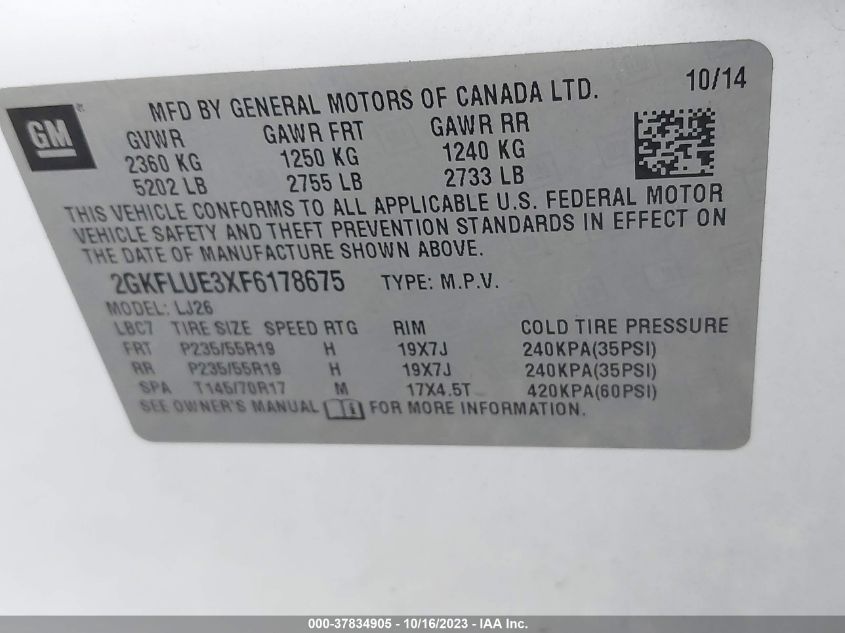 GM
MFD BY GENERAL MOTORS OF CANADA LTD. 10/14
GVWR GAWR FRT GAWR RR
2360 KG 1250 KG 1240 KG
5202 LB 2755 LB 2733 LB
THIS VEHICLE CONFORMS TO ALL APPLICABLE U.S. FEDERAL MOTOR
VEHICLE SAFETY AND THEFT PREVENTION STANDARDS IN EFFECT ON
THE DATE OF MANUFACTURE SHOWN ABOVE.
2GKFLUE3XF6178675 TYPE: M.P.V.
MODEL: LJ26
LBC7 TIRE SIZE SPEED RTG RIM COLD TIRE PRESSURE
FRT P235/55R19 H 19X7J 240KPA(35PSI)
RR P235/55R19 H 19X7J 240KPA(35PSI)
SPA T145/70R17 M 17X4.5T 420KPA(60PSI)
SEE OWNER'S MANUAL FOR MORE INFORMATION.
000-37834905 - 10/16/2023 - IAA Inc.